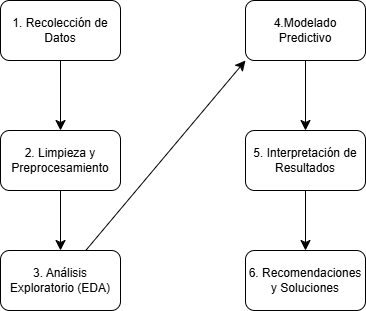 1. Recolección de
Datos
2. Limpieza y
Preprocesamiento
3. Análisis
Exploratorio (EDA)
4.Modelado
Predictivo
5. Interpretación de
Resultados
6. Recomendaciones
y Soluciones